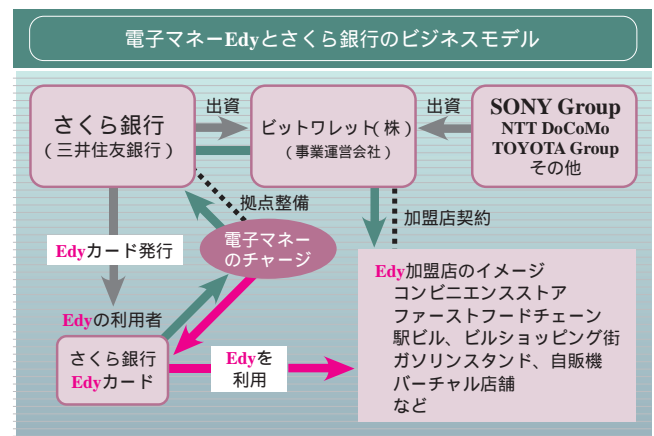 電子マネーEdyとさくら銀行のビジネスモデル
さくら銀行
（三井住友銀行）
出資
ビットワレット（株）
（事業運営会社）
出資
SONY Group
NTT DoCoMo
TOYOTA Group
その他
拠点整備
加盟店契約
Edyカード発行
電子マネー
のチャージ
Edyの利用者
さくら銀行
Edyカード
Edyを
利用
Edy加盟店のイメージ
コンビニエンスストア
ファーストフードチェーン
駅ビル、ビルショッピング街
ガソリンスタンド、自販機
バーチャル店舗
など